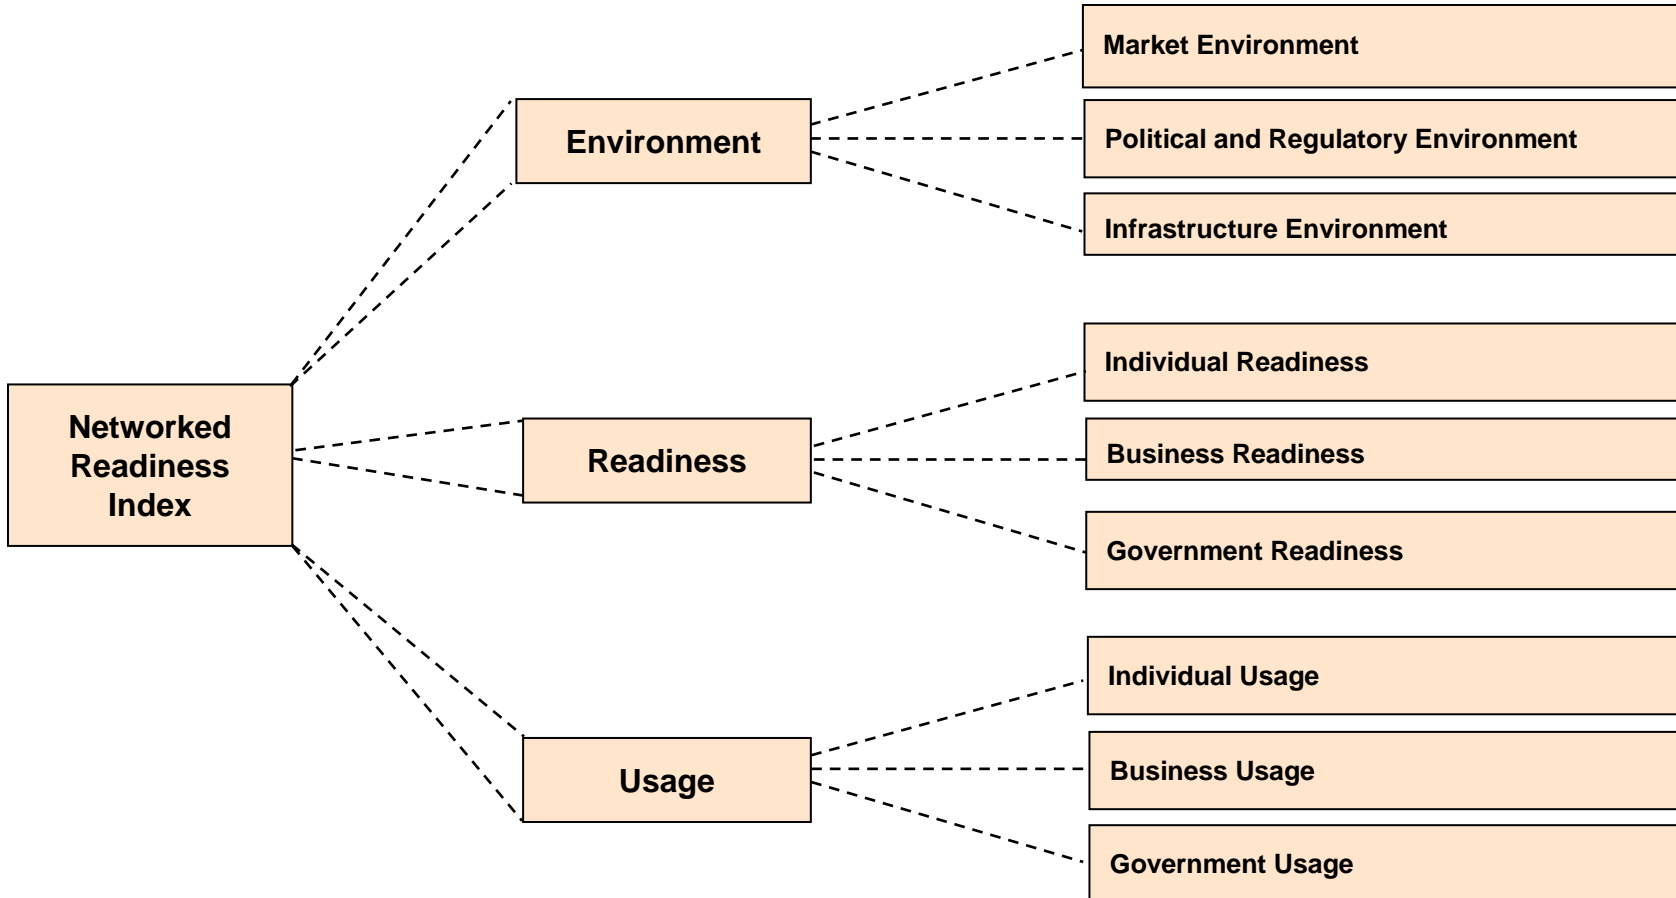 Market Environment
Environment
Political and Regulatory Environment
Infrastructure Environment
Individual Readiness
Networked
Readiness
Index
Readiness
Business Readiness
Government Readiness
Individual Usage
Usage
Business Usage
Government Usage